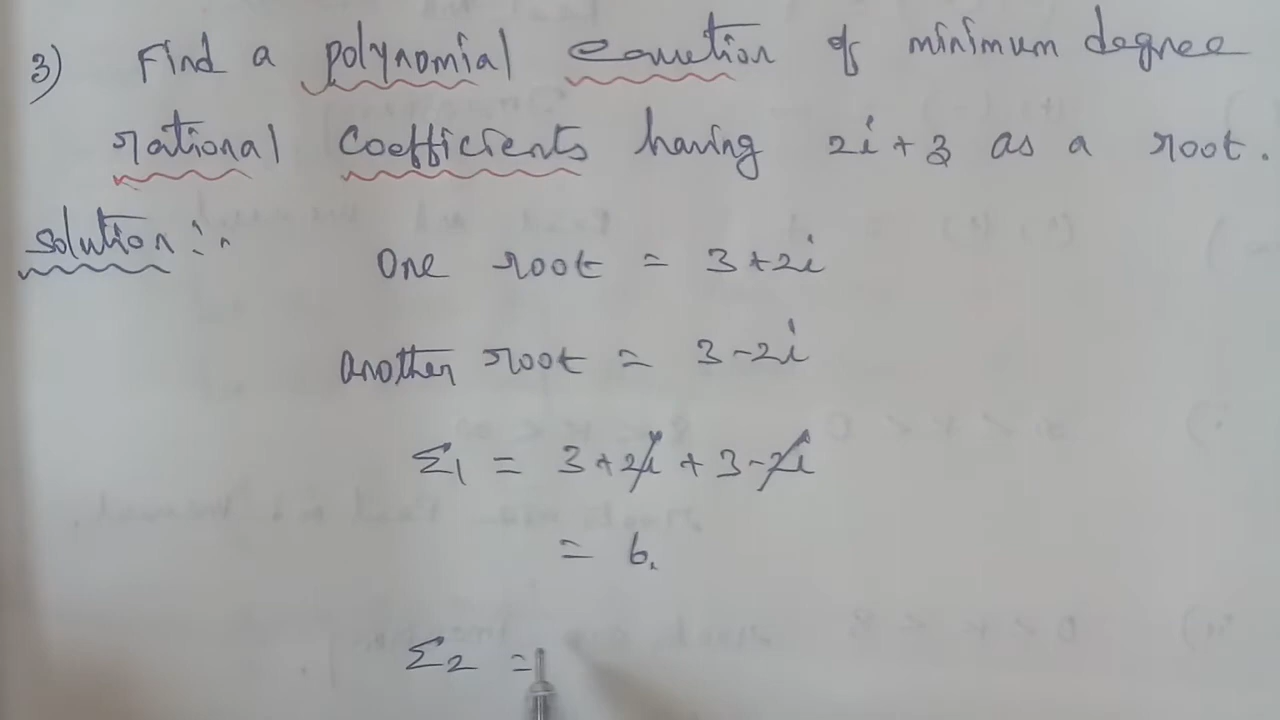 3) Find a polynomial equation of minimum degree
rational coefficients having 2i + 3 as a root.
solution :-
One root = 3+2i
another root = 3-2i
Σ1 = 3+2i + 3-2i
= 6.
Σ2 =